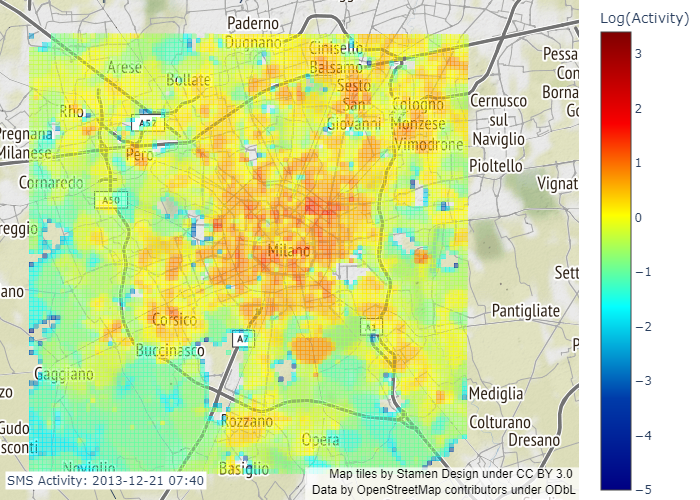 Paderno
Dugnano
Cinisello
Balsamo
Arese
Bollate
Sesto
San
Giovanni
Cologno
Monzese
Vimodrone
Cernusco
sul
Naviglio
Pioltello
Pessa
Con
Borna
Go
Vignat
Rho
A52
Pregnana
Milanese
Pero
Cornaredo
A50
reggio
Milano
ano
Sett
Pantigliate
P
Corsico
A7
A1
Buccinasco
Gaggiano
zo
Gudo
sconti
Mediglia
Colturano
Dresano
Rozzano
Opera
Noviglio
Basiglio
SMS Activity: 2013-12-21 07:40
Map tiles by Stamen Design under CC BY 3.0
Data by OpenStreetMap contributors under ODbL
Log(Activity)
3
2
1
0
−1
−2
−3
−4
−5